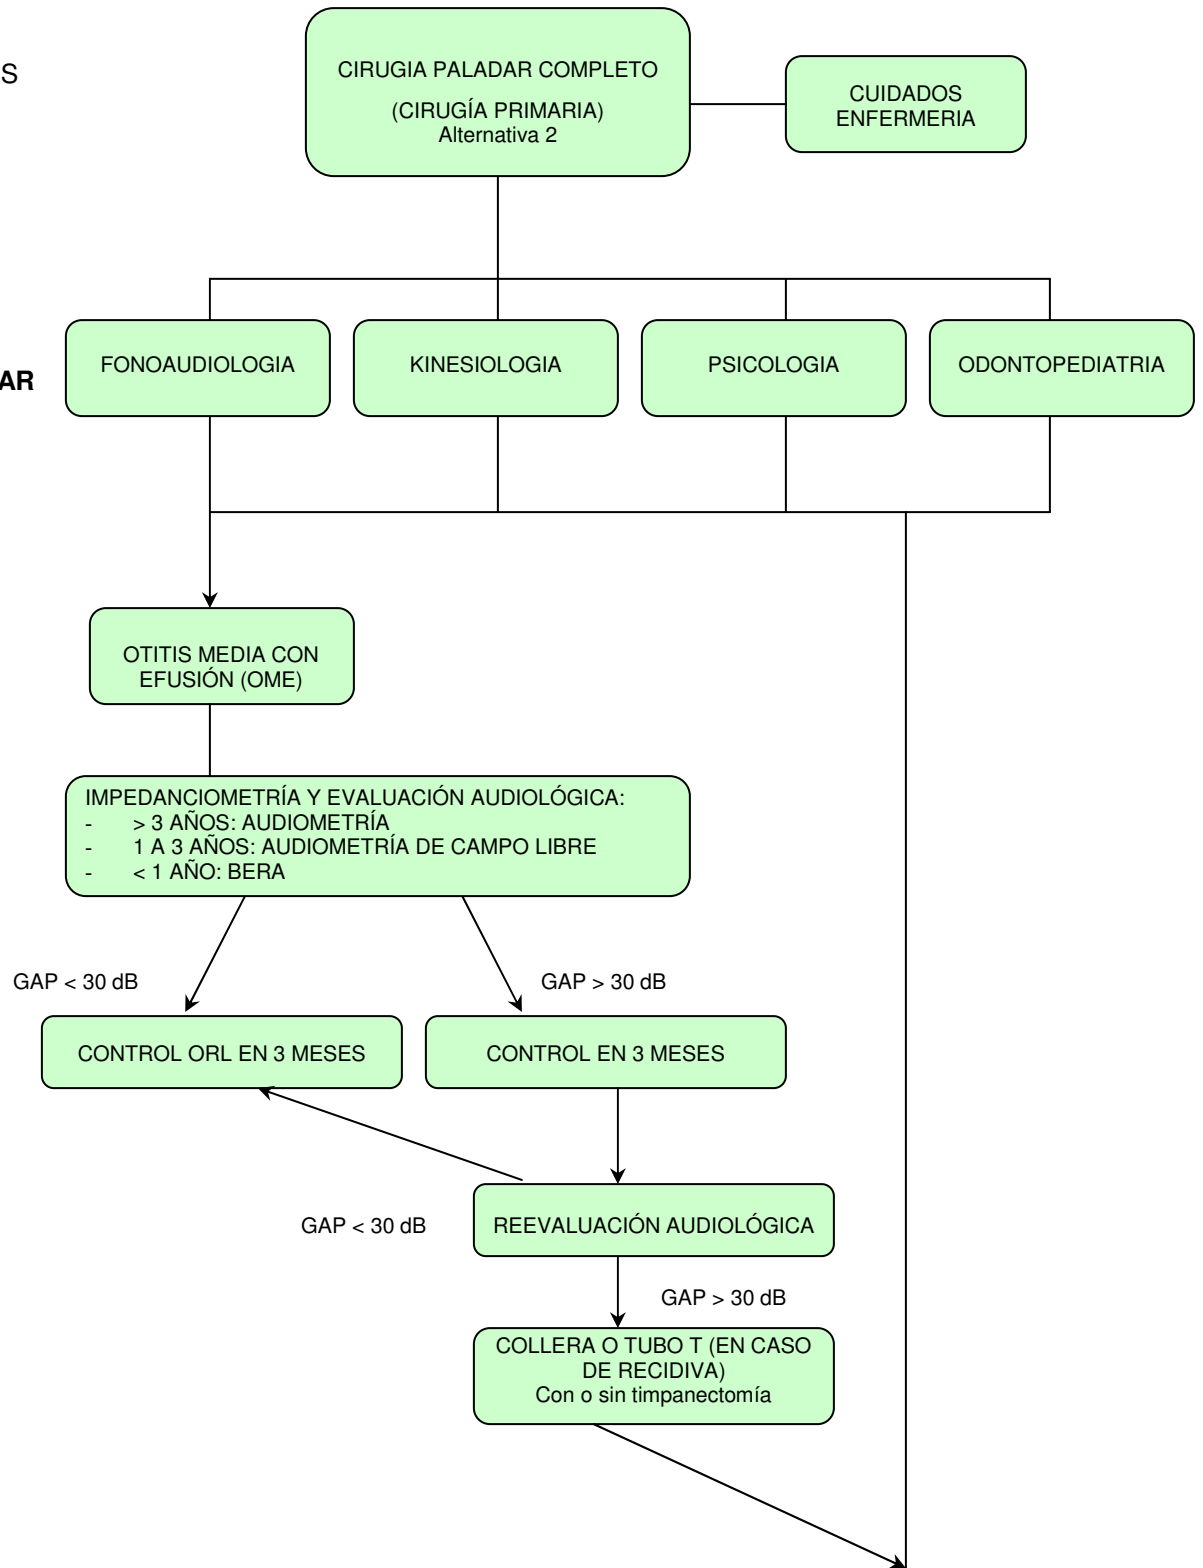 S
CIRUGIA PALADAR COMPLETO
(CIRUGÍA PRIMARIA)
Alternativa 2
CUIDADOS
ENFERMERIA
AR
FONOAUDIOLOGIA
KINESIOLOGIA
PSICOLOGIA
ODONTOPEDIATRIA
OTITIS MEDIA CON
EFUSIÓN (OME)
IMPEDANCIOMETRÍA Y EVALUACIÓN AUDIOLÓGICA:
- > 3 AÑOS: AUDIOMETRÍA
- 1 A 3 AÑOS: AUDIOMETRÍA DE CAMPO LIBRE
- < 1 AÑO: BERA
GAP < 30 dB
GAP > 30 dB
CONTROL ORL EN 3 MESES
CONTROL EN 3 MESES
GAP < 30 dB
REEVALUACIÓN AUDIOLÓGICA
GAP > 30 dB
COLLERA O TUBO T (EN CASO
DE RECIDIVA)
Con o sin timpanectomía